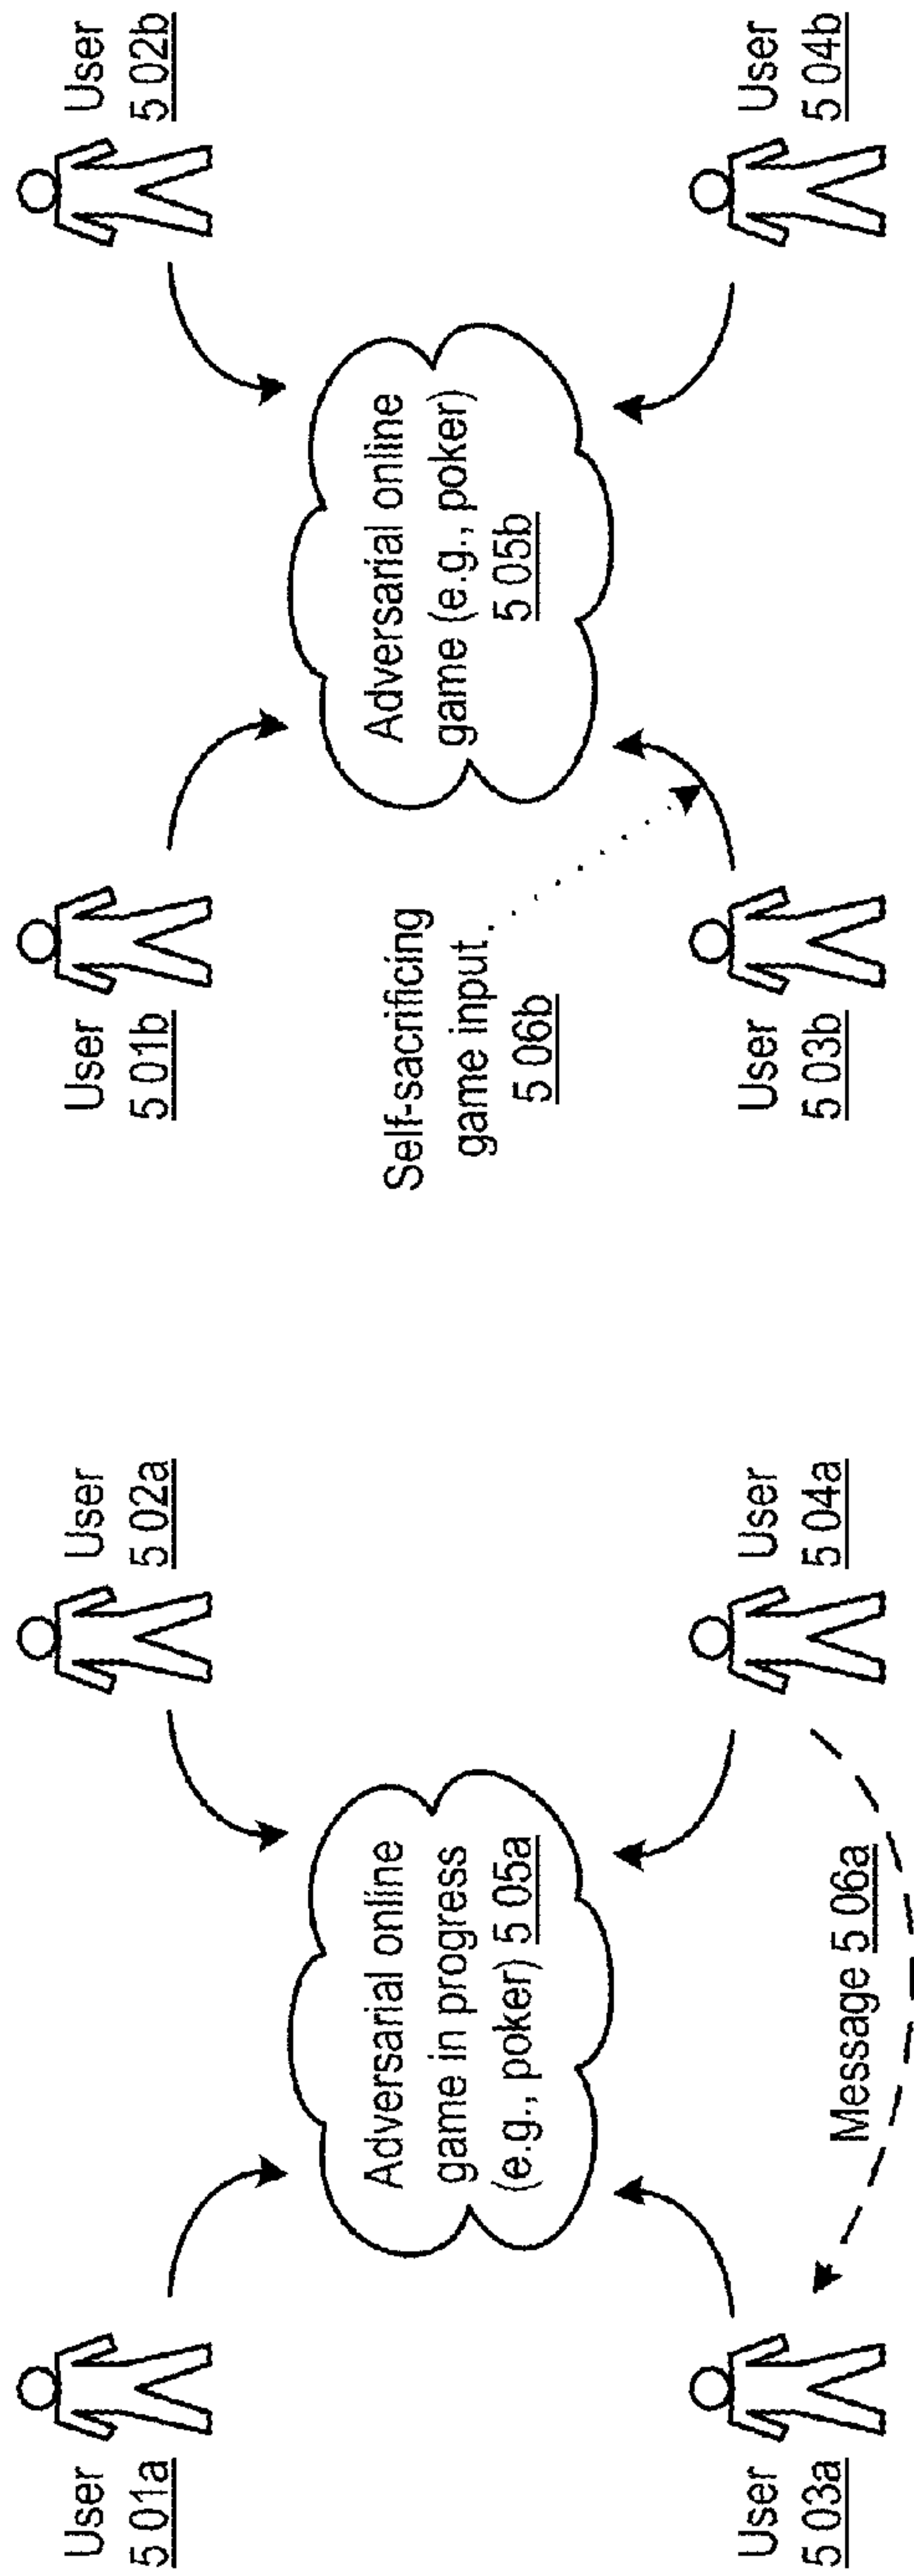 User
5 01a
User
5 02a
Adversarial online
game in progress
(e.g., poker) 5 05a
User
5 03a
User
5 04a
Message 5 06a
User
5 01b
User
5 02b
Adversarial online
game (e.g., poker)
5 05b
Self-sacrificing
game input
5 06b
User
5 03b
User
5 04b